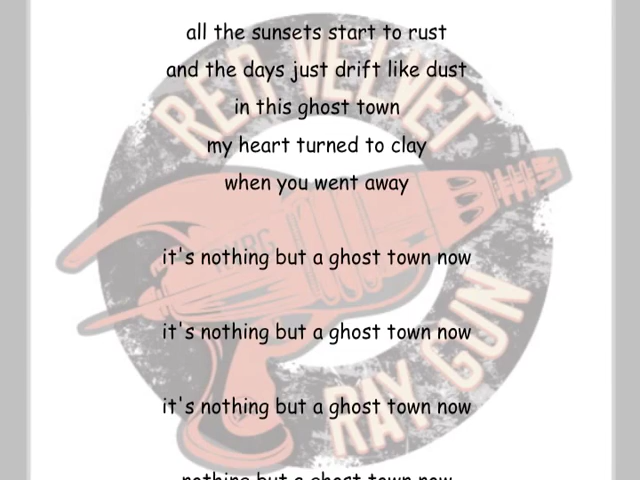 all the sunsets start to rust
and the days just drift like dust
in this ghost town
my heart turned to clay
when you went away
it's nothing but a ghost town now
it's nothing but a ghost town now
it's nothing but a ghost town now
nothing but a ghost town now
RED VELVET
RAY GUN
RVRG